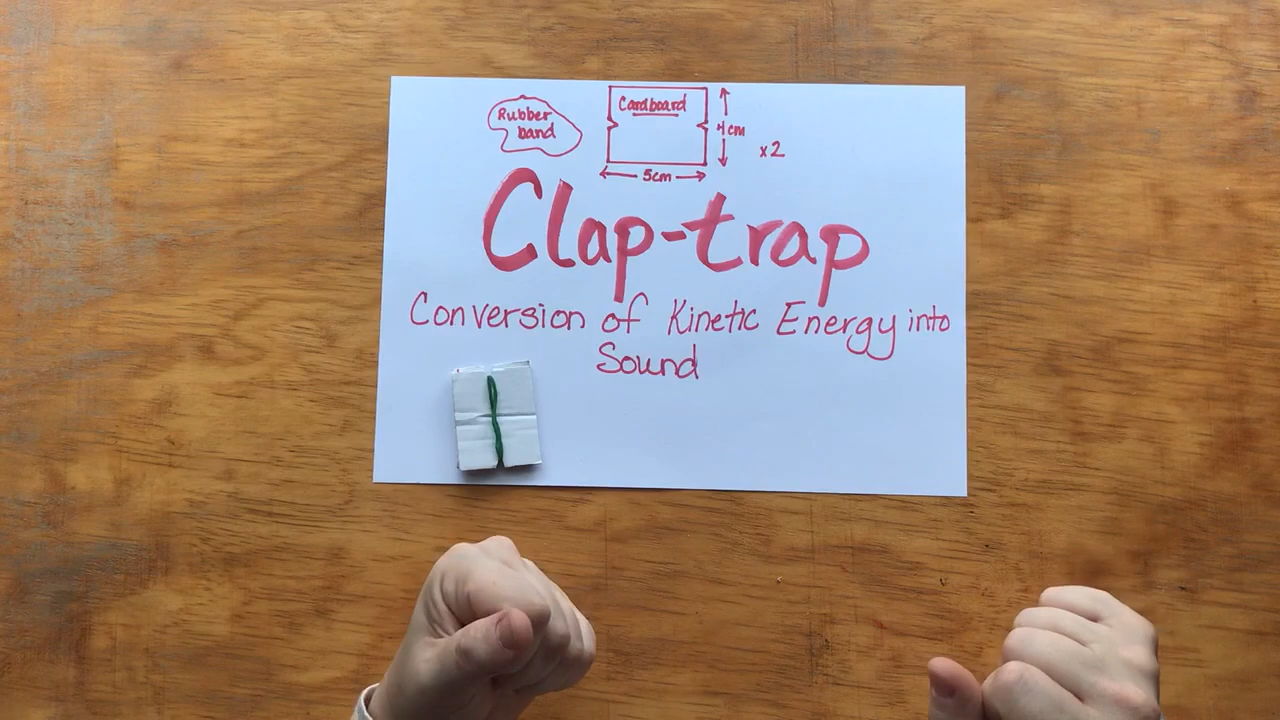 Rubber
band
Cardboard
4cm
x2
5cm
Clap-trap
Conversion of Kinetic Energy into
Sound